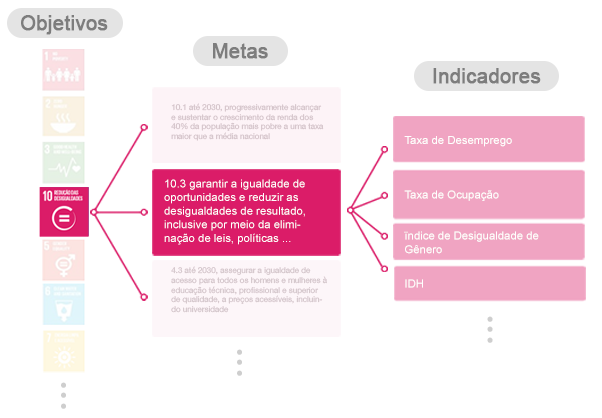 Objetivos
Metas
Indicadores
1
2
3
10 REDUÇÃO DAS
DESIGUALDADES
5
6
7
10.1 até 2030, progressivamente alcançar
e sustentar o crescimento da renda dos
40% da população mais pobre a uma taxa
maior que a média nacional
10.3 garantir a igualdade de
oportunidades e reduzir as
desigualdades de resultado,
inclusive por meio da elimi-
nação de leis, políticas ...
4.3 até 2030, assegurar a igualdade de
acesso para todos os homens e mulheres à
educação técnica, profissional e superior
de qualidade, a preços acessíveis, incluin-
do universidade
Taxa de Desemprego
Taxa de Ocupação
índice de Desigualdade de
Gênero
IDH